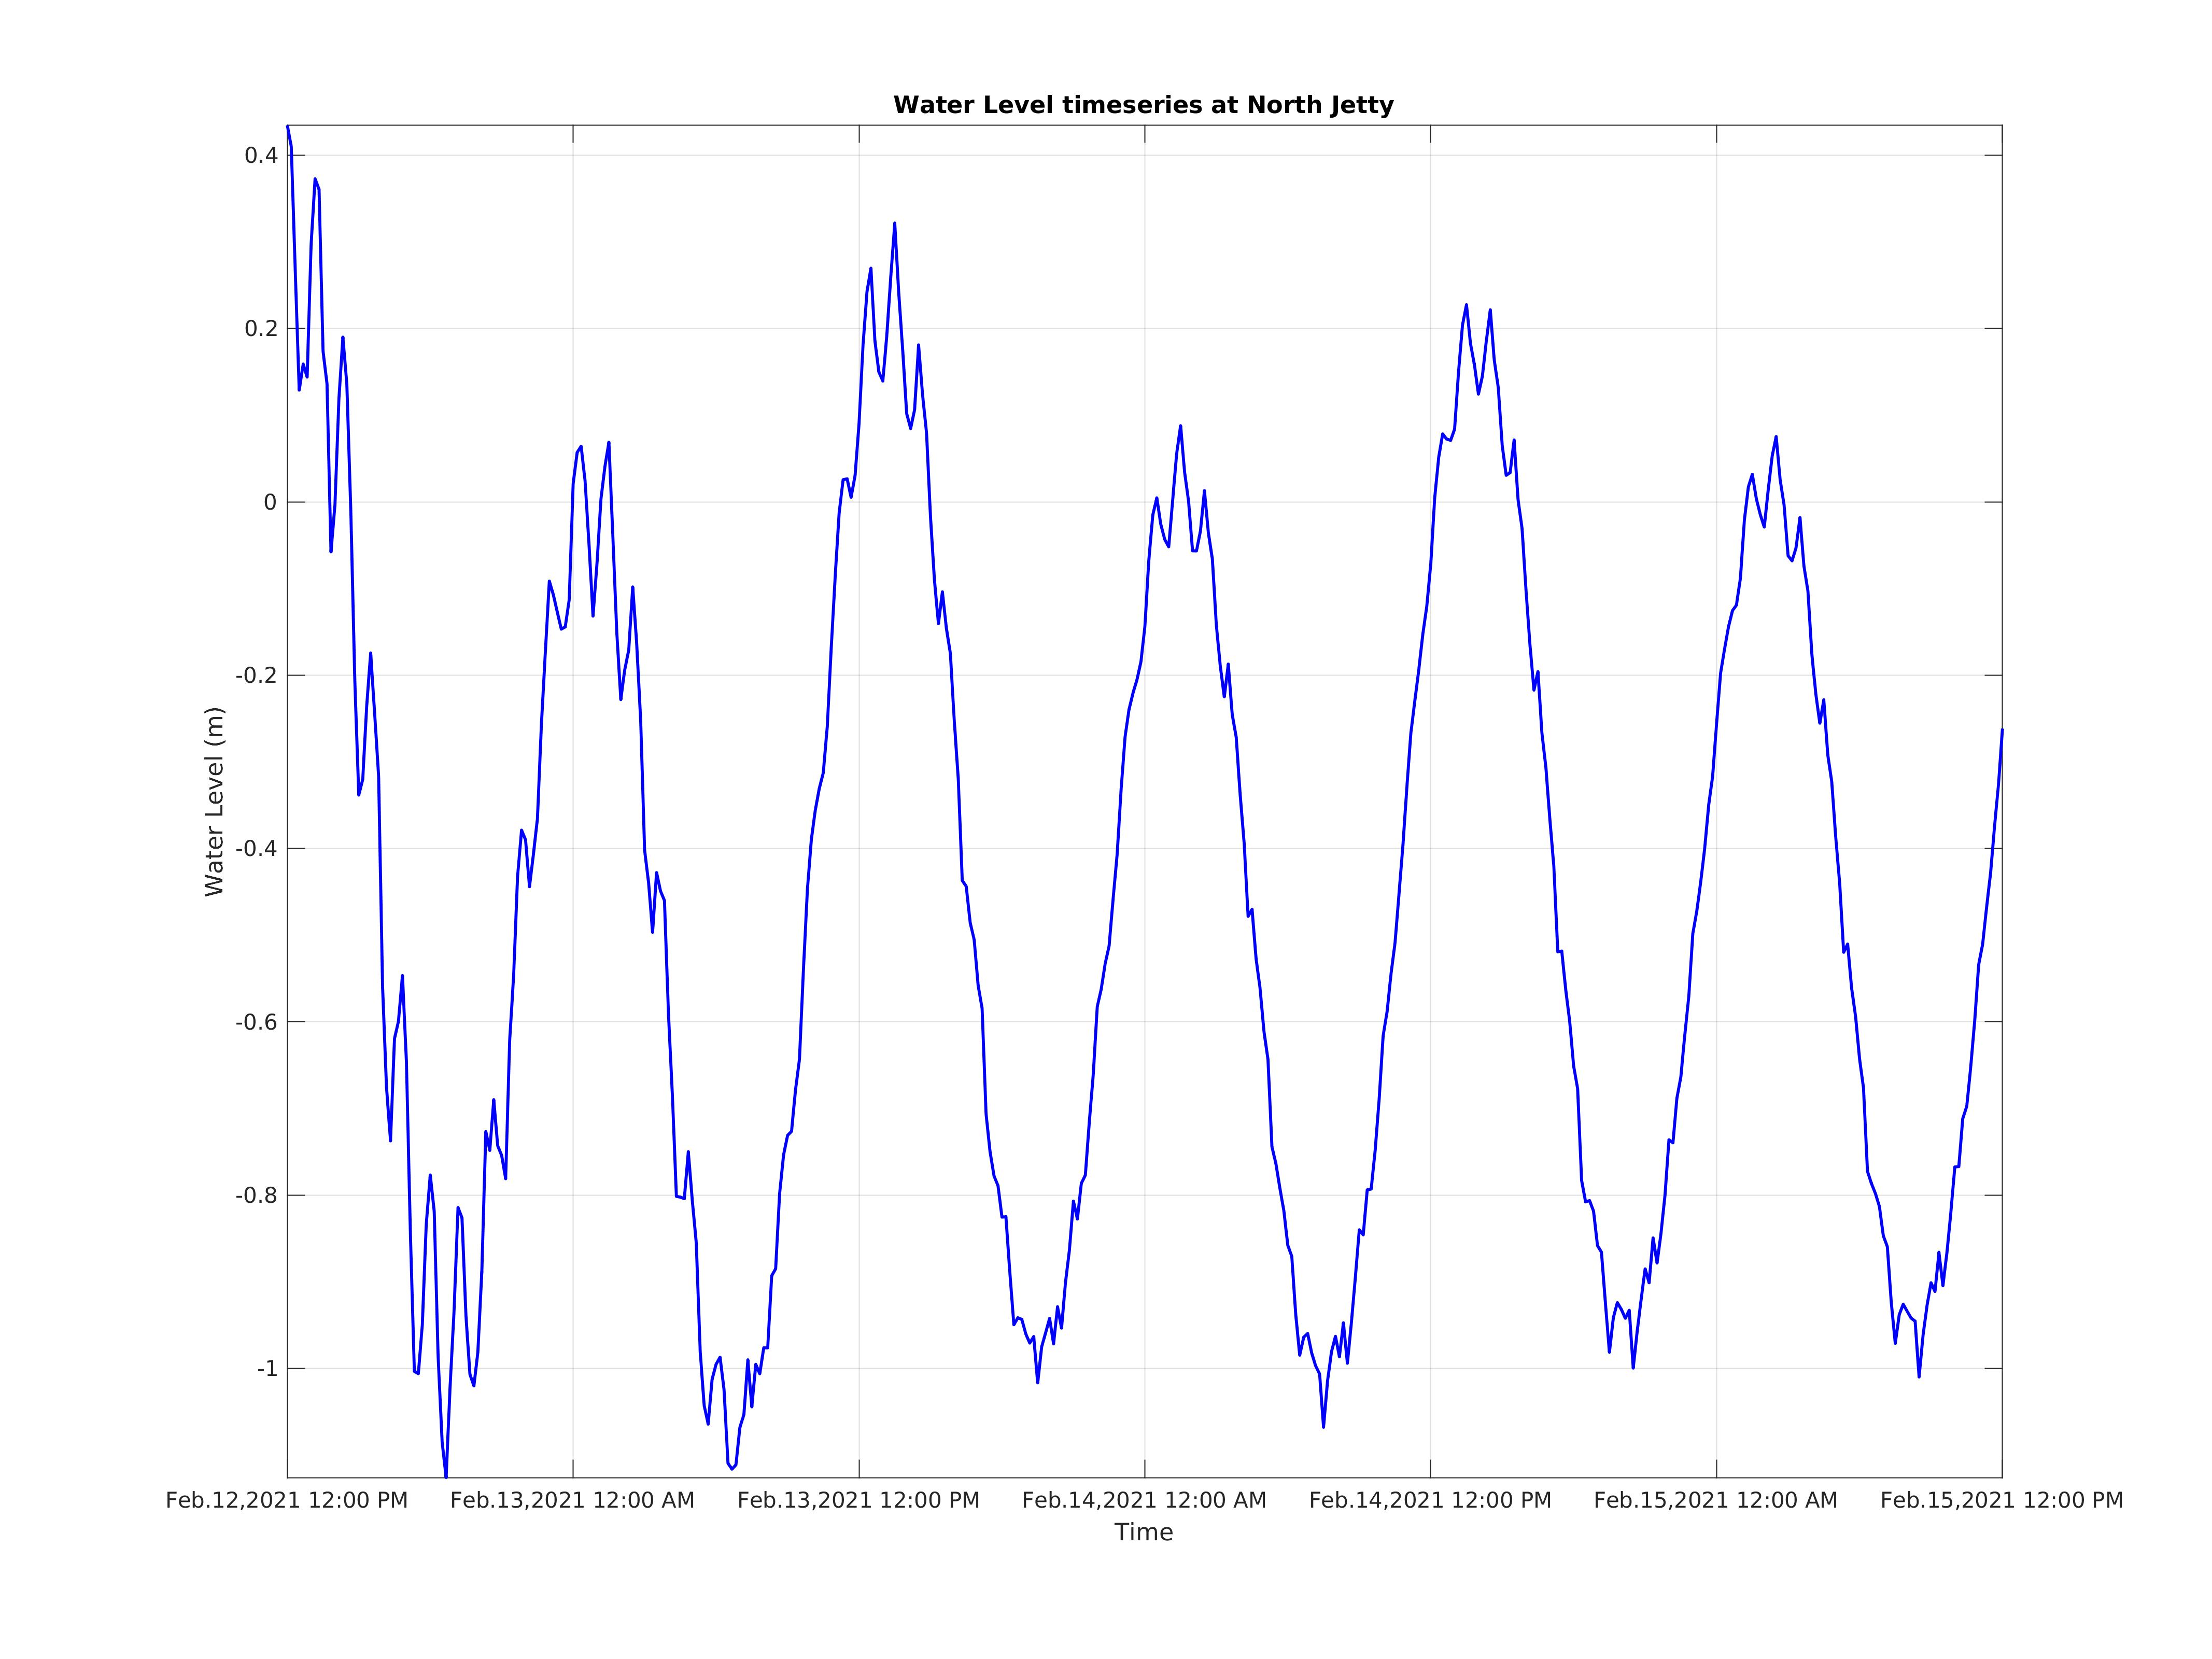 Water Level timeseries at North Jetty
0.4
0.2
0
-0.2
-0.4
-0.6
-0.8
-1
Water Level (m)
Feb.12,2021 12:00 PM Feb.13,2021 12:00 AM Feb.13,2021 12:00 PM Feb.14,2021 12:00 AM Feb.14,2021 12:00 PM Feb.15,2021 12:00 AM Feb.15,2021 12:00 PM
Time